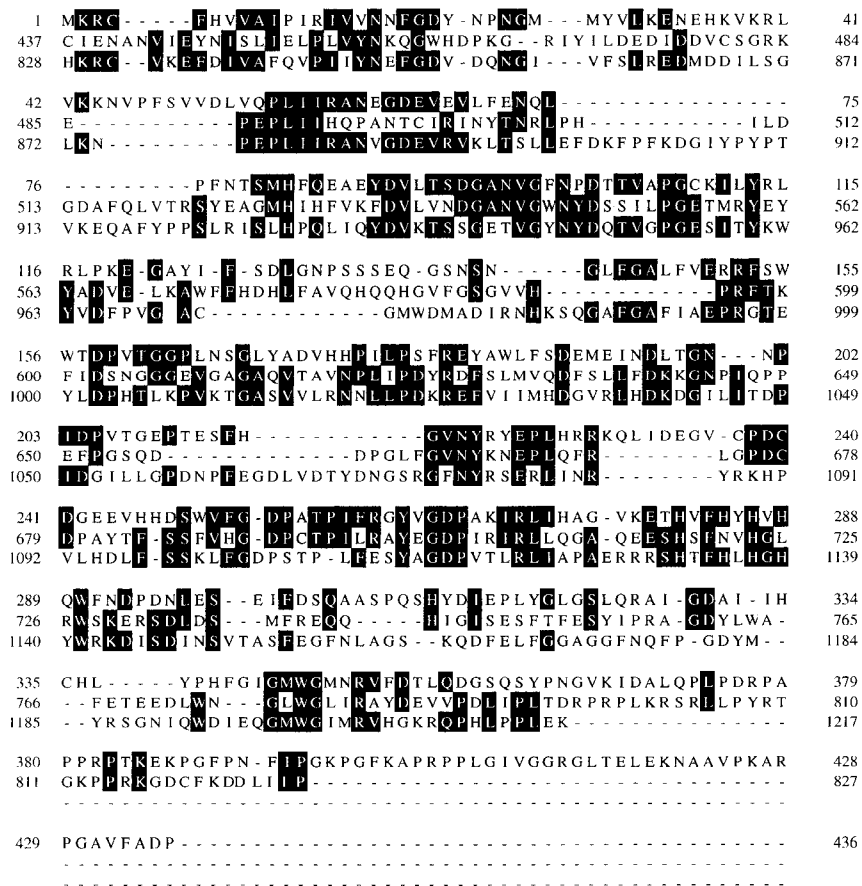 1 MKRC-----FHVVAIPIRIVVNNFGDY-NPNGM--MYVLKENEHKVKRL 41
437 CIENANVIEYNISLIELPLVYNKQGWHDPKG--RIYILDEDIDDVCSGRK 484
828 HKRC--VKEFDIVAFQVPIIYNEFGDV-DQNGI--VFSLREDMDDILSG 871
42 VKKNVPFSVVDLVQPLIIRANEGDEVEVLFENQL------------- 75
485 E---------PEPLIIHQPANTCIRINYTNRLPH------ILD 512
872 LKN-------PEPLIIRANVGDEVRVKLTSLLEFDKFPFKDGIYPYPT 912
76 --------PFNTSMHFQEAEYDVLTSDGANVGFNPDTTVAPGCKILYRL 115
513 GDAFQLVTRSYEAGMHIHFVKFDVLVNDGANVGWNYDSSILPGETMRYEY 562
913 VKEQAFYPPSLRISLHPQLIQYDVKTSSGETVGYNYDQTVGPGESITYKW 962
116 RLPKE-GAYI-F-SDLGNPSSSEQ-GSNSN------GLFGALFVERRFSW 155
563 YADVE-LKAWFFHDHLFAVQHQQHGVFGSGVVH-----------PRFTK 599
963 YVDFPVG-AC-----------GMWDMADIRNHKSQGAFGAFIAEPRGTE 999
156 WTDPVTGGPLNSGLYADVHHPILPSFREYAWLFSDEMEINDLTGN---NP 202
600 FIDSNGGGEVGAGAQVTAVNPLIPDYRDFSLMVQDFSLLFDKKGNPIQPP 649
1000 YLDPHTLKPVKTGASVVVLRNNLLPDKREFVIIMHDGVRLHDKDGILITDP 1049
203 IDPVTGEPTESFH------------GVNYRYEPLHRRKQLIDEGV-CPDC 240
650 EFPGSQD-------------DPGLFGVNYKNEPLQFR-------LGPDC 678
1050 IDGILLGPDNPFEGDLVDTYDNGSRGFNYRSERLINR------YRKHP 1091
241 DGEEVHHDSWVFG-DPATPIFRGYVGDPAKIRLIHAG-VKETHVFHYHVH 288
679 DPAYTF-SSFVHG-DPCTPILRAYEGDPIRIRLLQGA-QEESHSFNVHGL 725
1092 VLHDLF-SSKLFGDPSTP-LFESYAGDPVTLRLIAPAERRRSHTFHLHGH 1139
289 QWFNDPDNLES--EIFDSQAASPQSHYDIEPLYGLGSLQRAI-GDAI-IH 334
726 RWSKERSDLDS---MFREQQ-----HIGISESFTFESYIPRA-GDYLWA- 765
1140 YWRKDISDINSVTASFEGFNLAGS---KQDFELFGGAGGFNQFP-GDYM-- 1184
335 CHL----YPHFGIGMWGMNRVFDTLQDGSQSYPNGVKIDALQPLPDRPA 379
766 --FETEEDLWN---GLWGLIRAYDEVVPDLIPLTDRPRPLKRSRLLPYRT 810
1185 --YRSGNIQWDIEQGMWGIMRVHGKRQPHLPPLEK--------------- 1217
380 PPRPTKEKPGFPN-FIPGKPGFKAPRPPLGIVGGRGLTELEKNAAVPKAR 428
811 GKPPRKGDCFKDDLIIP-------------------------------- 827
--------------------------------------------------
429 PGAVFADP------------------------------------------ 436
--------------------------------------------------
--------------------------------------------------